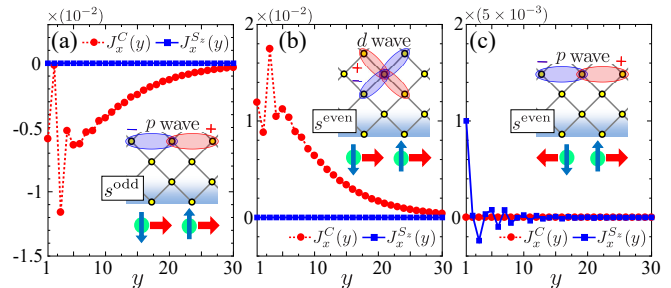 ×(10⁻²)
(a)
J_x^C(y) J_x^{S_z}(y)
0
-0.5
-1
-1.5
− p wave +
s^odd
1 10 20 30
y
×(10⁻²)
(b)
2
1
0
d wave
+
−
s^even
J_x^C(y) J_x^{S_z}(y)
1 10 20 30
y
×(5 × 10⁻³)
(c)
2
1
0
− p wave +
s^even
J_x^C(y) J_x^{S_z}(y)
1 10 20 30
y